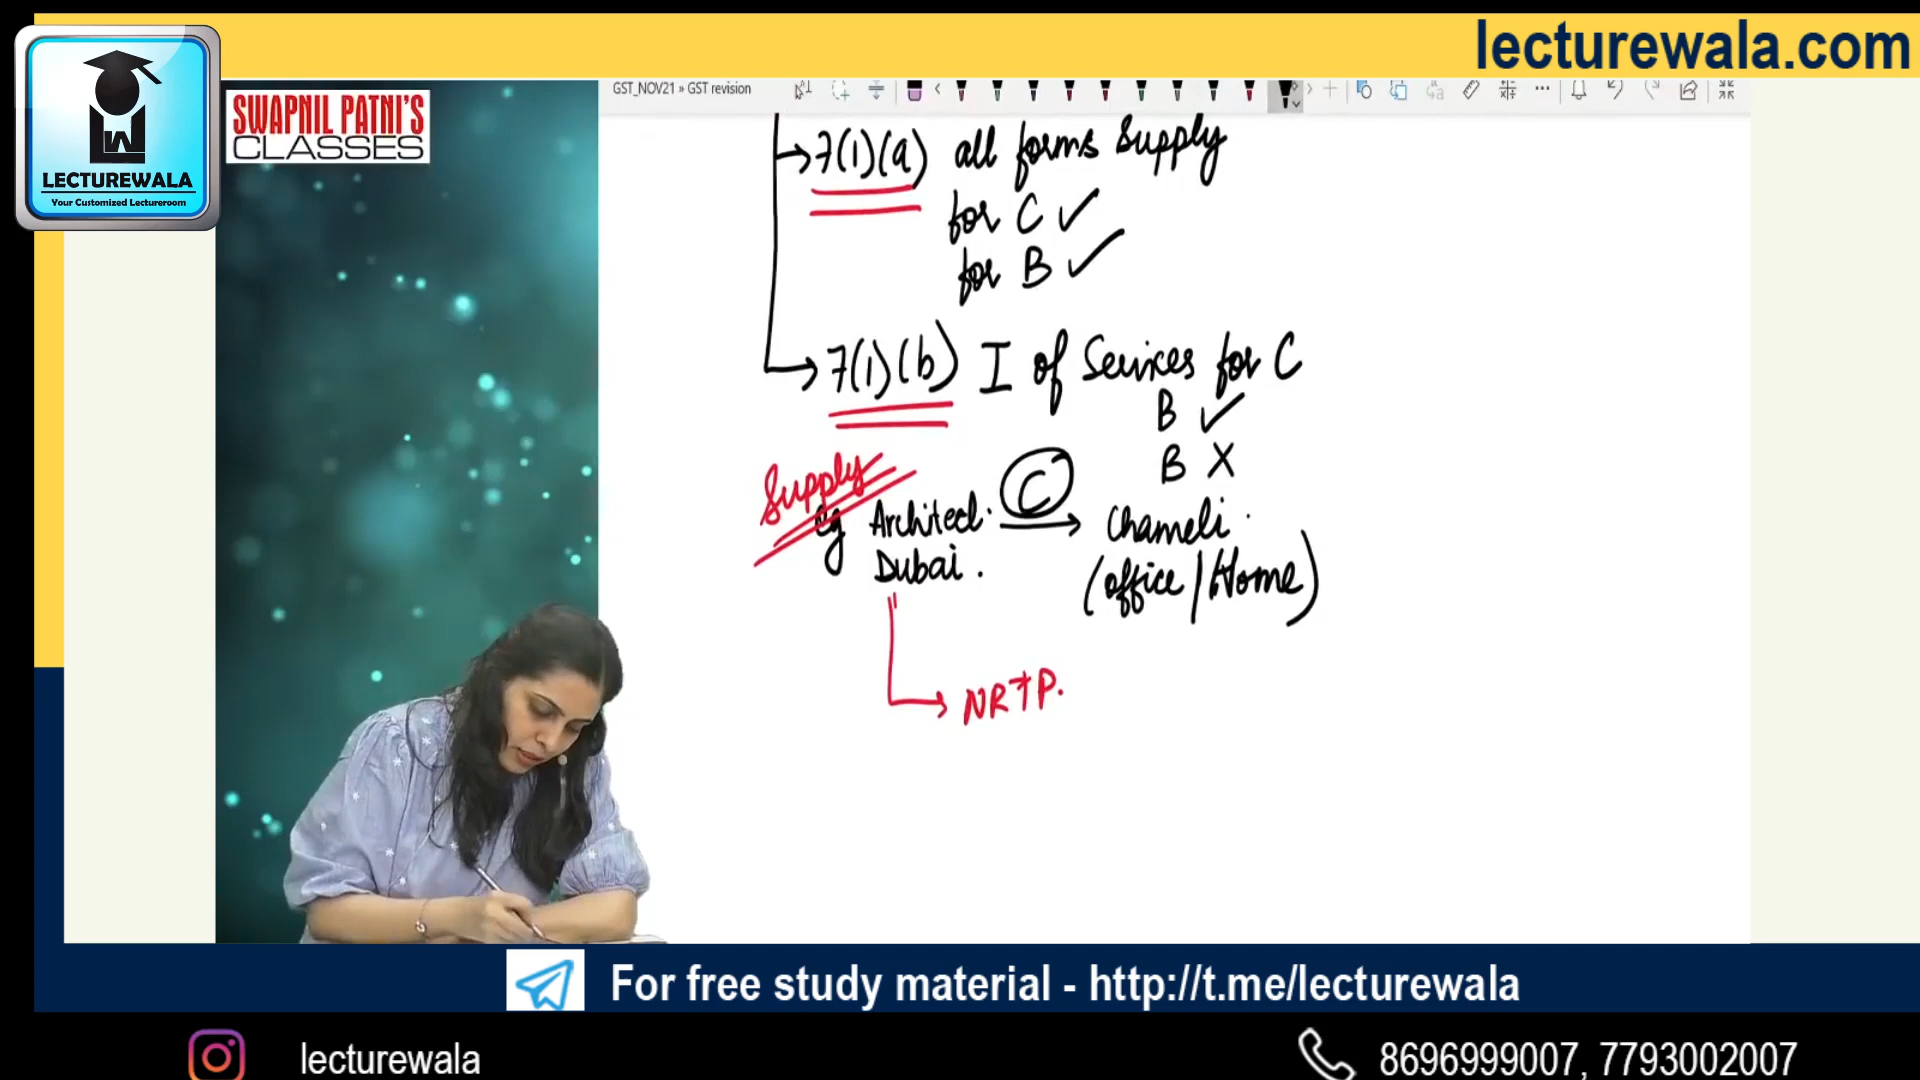 lecturewala.com
LECTUREWALA
Your Customized Lectureroom
SWAPNIL PATNI'S
CLASSES
GST_NOV21 » GST revision
7(1)(a) all forms Supply
for C ✓
for B ✓
7(1)(b) I of Services for C
B ✓
B X
Supply
eg Architect. C Chameli.
Dubai. (office/Home)
NRTP.
For free study material - http://t.me/lecturewala
lecturewala
8696999007, 7793002007